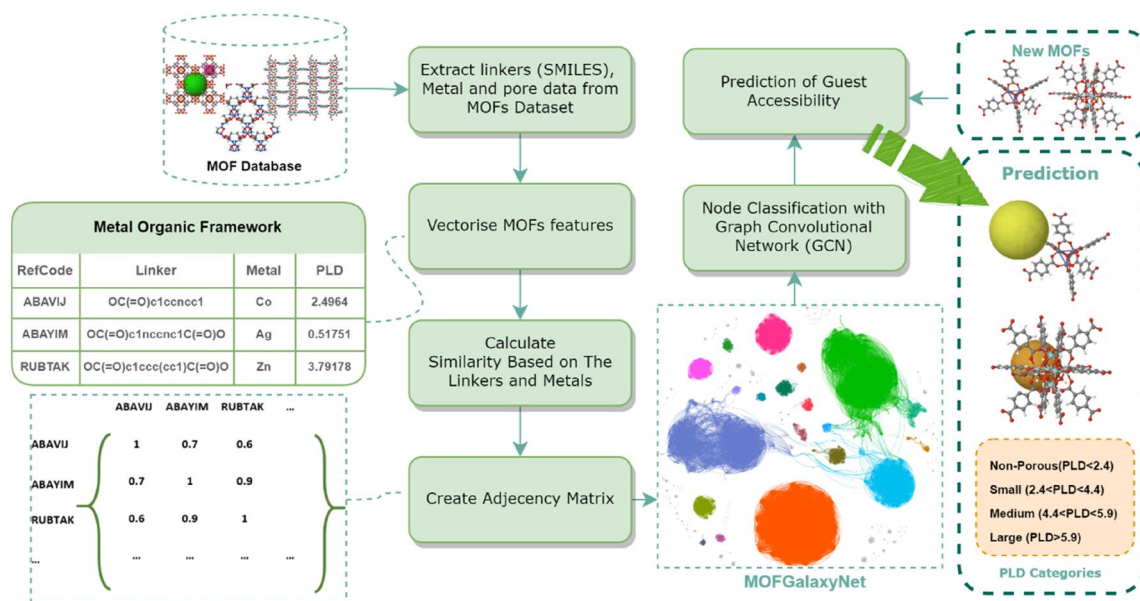 MOF Database
Extract linkers (SMILES),
Metal and pore data from
MOFs Dataset
Vectorise MOFs features
Calculate
Similarity Based on The
Linkers and Metals
Create Adjecency Matrix
Metal Organic Framework
RefCode Linker Metal PLD
ABAVIJ OC(=O)c1ccncc1 Co 2.4964
ABAYIM OC(=O)c1nccnc1C(=O)O Ag 0.51751
RUBTAK OC(=O)c1ccc(cc1)C(=O)O Zn 3.79178
ABAVIJ ABAYIM RUBTAK ...
ABAVIJ 1 0.7 0.6
ABAYIM 0.7 1 0.9
RUBTAK 0.6 0.9 1
... ... ... ... ...
MOFGalaxyNet
Node Classification with
Graph Convolutional
Network (GCN)
Prediction of Guest
Accessibility
New MOFs
Prediction
Non-Porous(PLD<2.4)
Small (2.4<PLD<4.4)
Medium (4.4<PLD<5.9)
Large (PLD>5.9)
PLD Categories